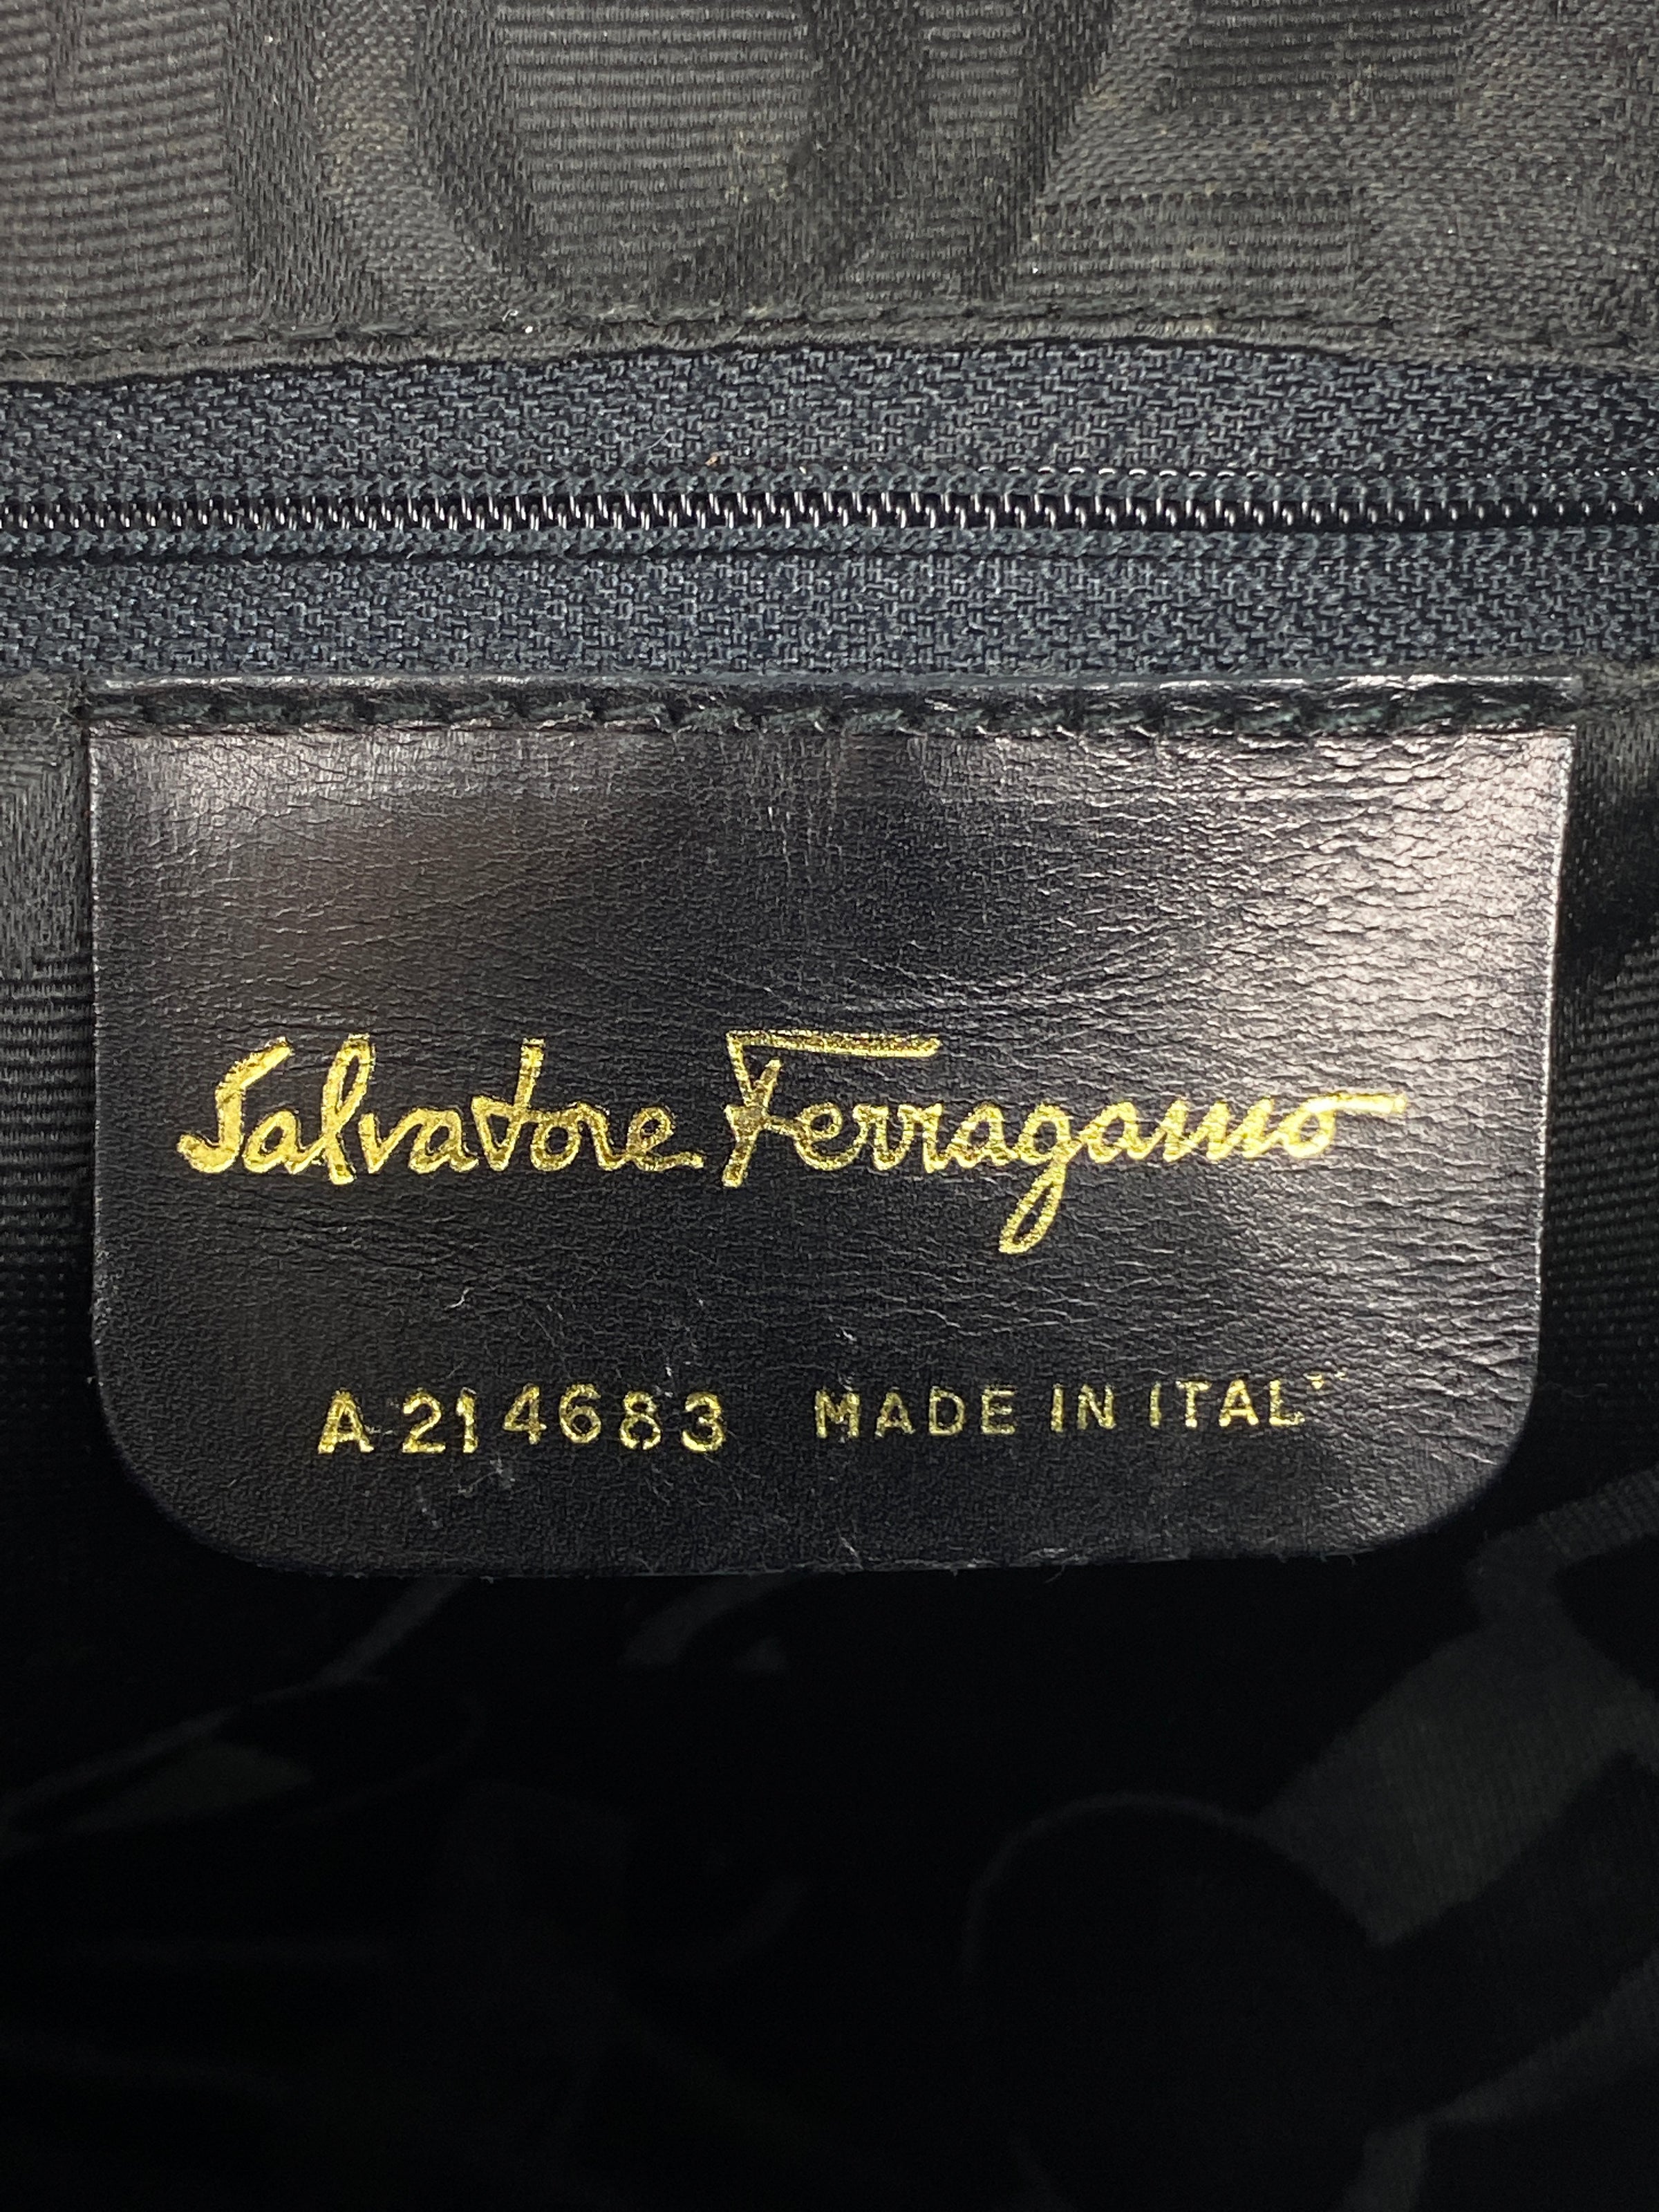 Salvatore Ferragamo
A 214683 MADE IN ITAL